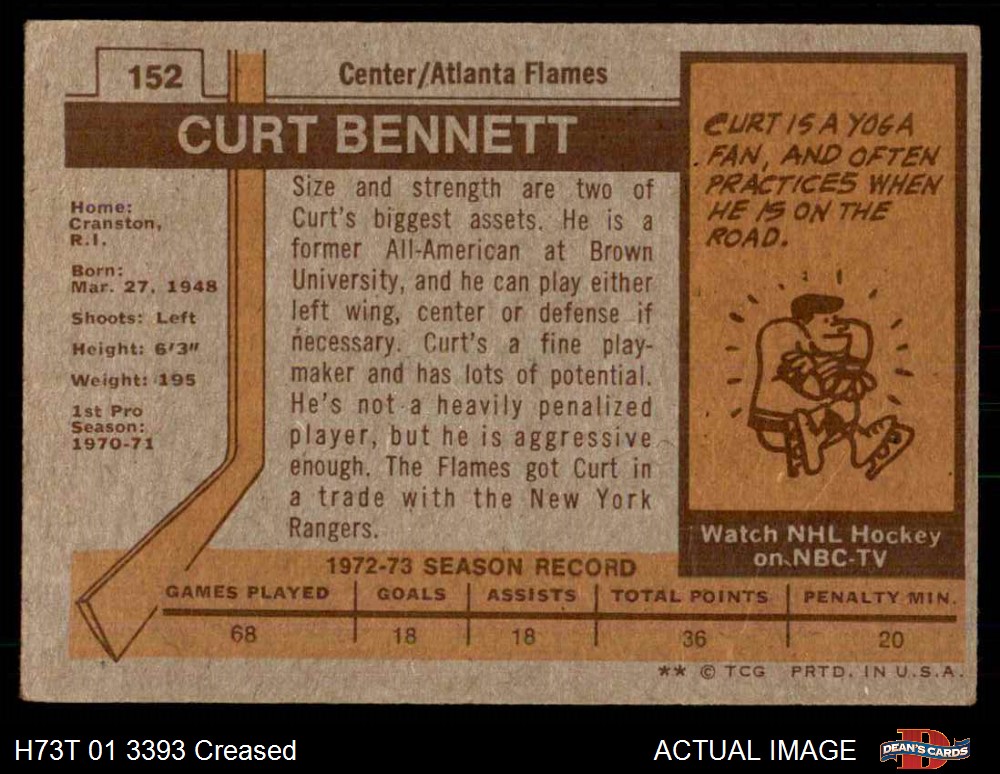 152
Center/Atlanta Flames
CURT BENNETT
Home:
Cranston,
R.I.
Born:
Mar. 27, 1948
Shoots: Left
Height: 6'3"
Weight: 195
1st Pro
Season:
1970-71
Size and strength are two of
Curt's biggest assets. He is a
former All-American at Brown
University, and he can play either
left wing, center or defense if
necessary. Curt's a fine play-
maker and has lots of potential.
He's not a heavily penalized
player, but he is aggressive
enough. The Flames got Curt in
a trade with the New York
Rangers.
CURT IS A YOGA
FAN, AND OFTEN
PRACTICES WHEN
HE IS ON THE
ROAD.
Watch NHL Hockey
on NBC-TV
1972-73 SEASON RECORD
GAMES PLAYED GOALS ASSISTS TOTAL POINTS PENALTY MIN.
68 18 18 36 20
** © TCG PRTD. IN U.S.A.
H73T 01 3393 Creased
ACTUAL IMAGE
D
DEAN'S CARDS